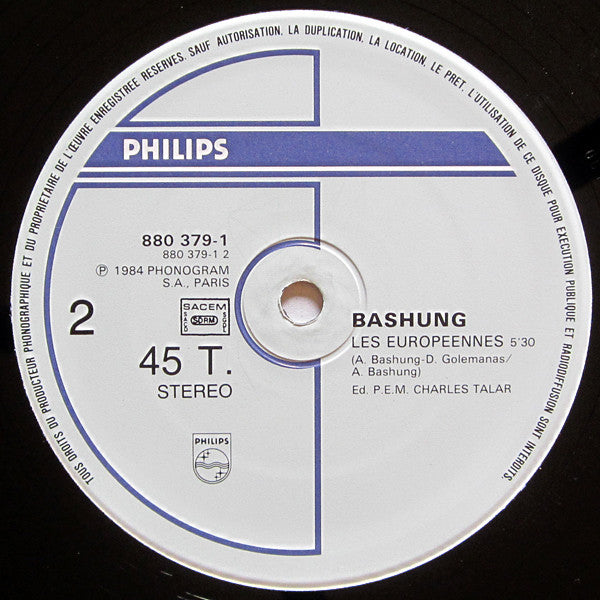 TOUS DROITS DU PRODUCTEUR PHONOGRAPHIQUE ET DU PROPRIETAIRE DE L'ŒUVRE ENREGISTREE RESERVES. SAUF AUTORISATION, LA DUPLICATION, LA LOCATION, LE PRET, L'UTILISATION DE CE DISQUE POUR EXECUTION PUBLIQUE ET RADIODIFFUSION SONT INTERDITS.
PHILIPS
880 379-1
880 379-1 2
℗ 1984 PHONOGRAM
S.A., PARIS
2
SACEM
SACD
SDRM
SGDL
45 T.
STEREO
BASHUNG
LES EUROPEENNES 5'30
(A. Bashung-D. Golemanas/
A. Bashung)
Ed. P.E.M. CHARLES TALAR
PHILIPS